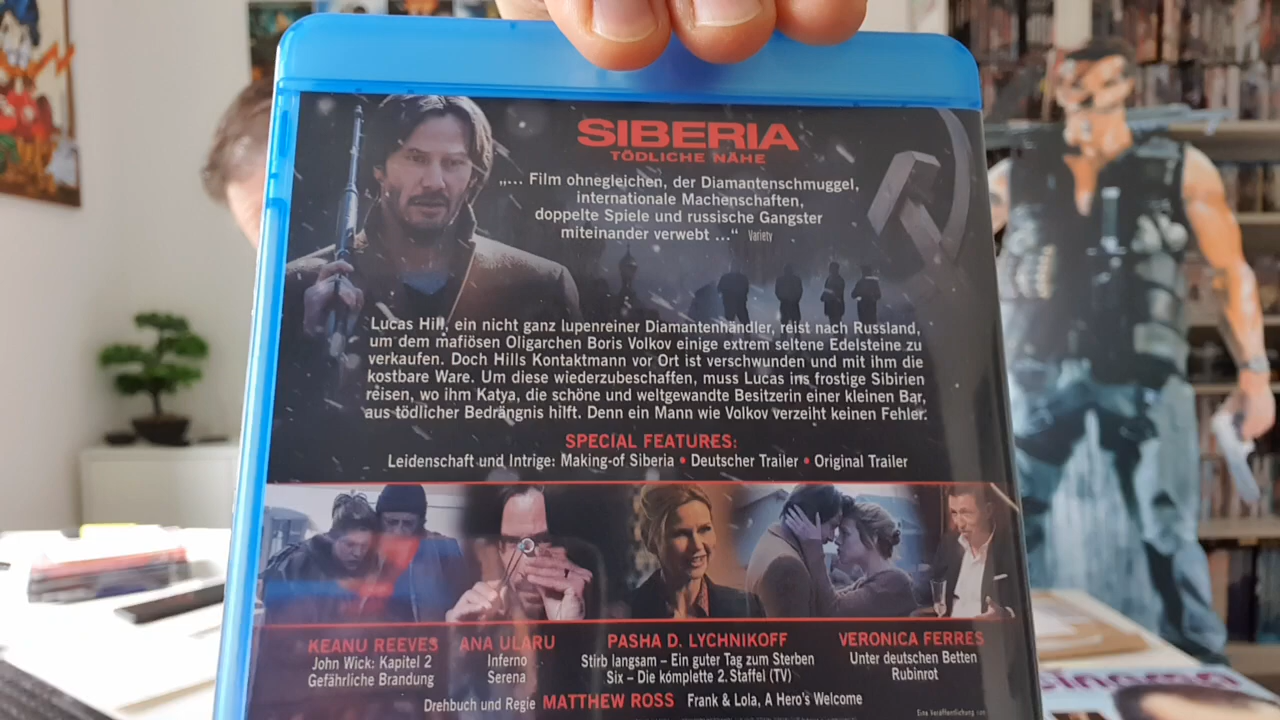 SIBERIA
TÖDLICHE NÄHE
„... Film ohnegleichen, der Diamantenschmuggel,
internationale Machenschaften,
doppelte Spiele und russische Gangster
miteinander verwebt ...“ Variety
Lucas Hill, ein nicht ganz lupenreiner Diamantenhändler, reist nach Russland,
um dem mafiösen Oligarchen Boris Volkov einige extrem seltene Edelsteine zu
verkaufen. Doch Hills Kontaktmann vor Ort ist verschwunden und mit ihm die
kostbare Ware. Um diese wiederzubeschaffen, muss Lucas ins frostige Sibirien
reisen, wo ihm Katya, die schöne und weltgewandte Besitzerin einer kleinen Bar,
aus tödlicher Bedrängnis hilft. Denn ein Mann wie Volkov verzeiht keinen Fehler.
SPECIAL FEATURES:
Leidenschaft und Intrige: Making-of Siberia • Deutscher Trailer • Original Trailer
KEANU REEVES ANA ULARU PASHA D. LYCHNIKOFF VERONICA FERRES
John Wick: Kapitel 2 Inferno Stirb langsam – Ein guter Tag zum Sterben Unter deutschen Betten
Gefährliche Brandung Serena Six – Die komplette 2. Staffel (TV) Rubinrot
Drehbuch und Regie MATTHEW ROSS Frank & Lola, A Hero's Welcome
Eine Veröffentlichung von
cinema